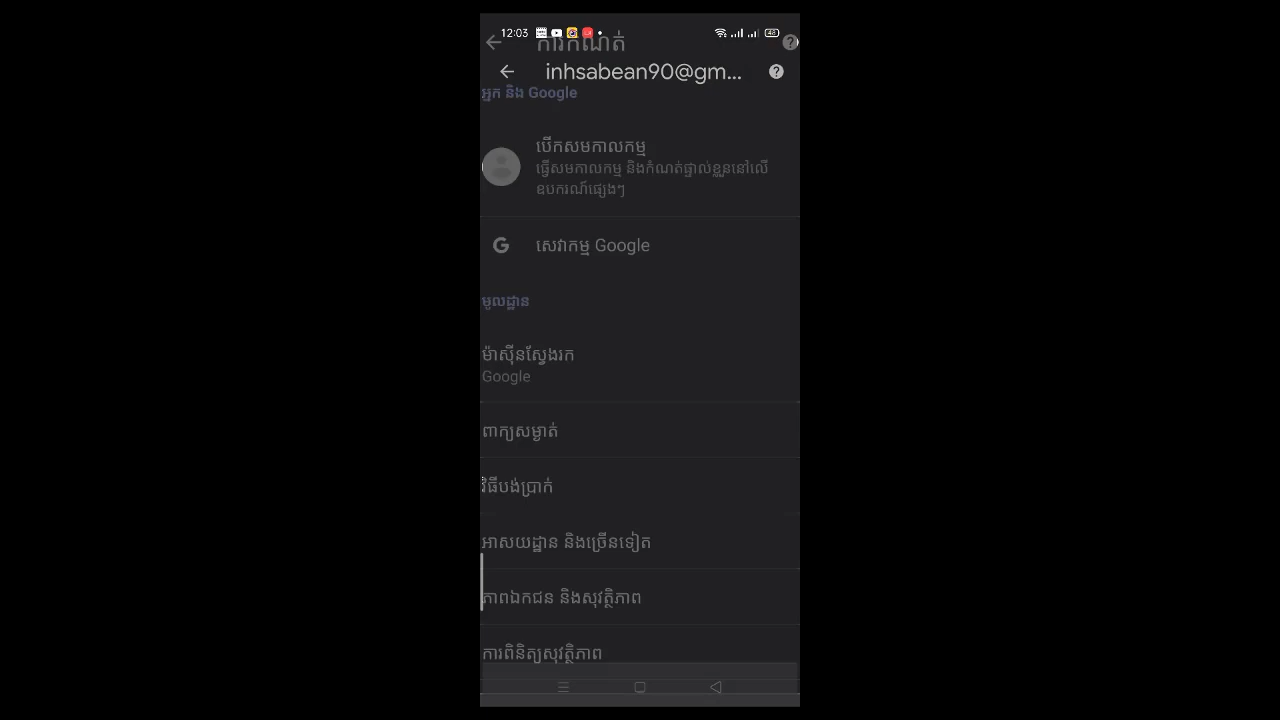 12:03
48
ការកំណត់
inhsabean90@gm...
អ្នក និង Google
បើកសមកាលកម្ម
ធ្វើសមកាលកម្ម និងកំណត់ផ្ទាល់ខ្លួននៅលើ
ឧបករណ៍ផ្សេងៗ
G
សេវាកម្ម Google
មូលដ្ឋាន
ម៉ាស៊ីនស្វែងរក
Google
ពាក្យសម្ងាត់
វិធីបង់ប្រាក់
អាសយដ្ឋាន និងច្រើនទៀត
ភាពឯកជន និងសុវត្ថិភាព
ការពិនិត្យសុវត្ថិភាព